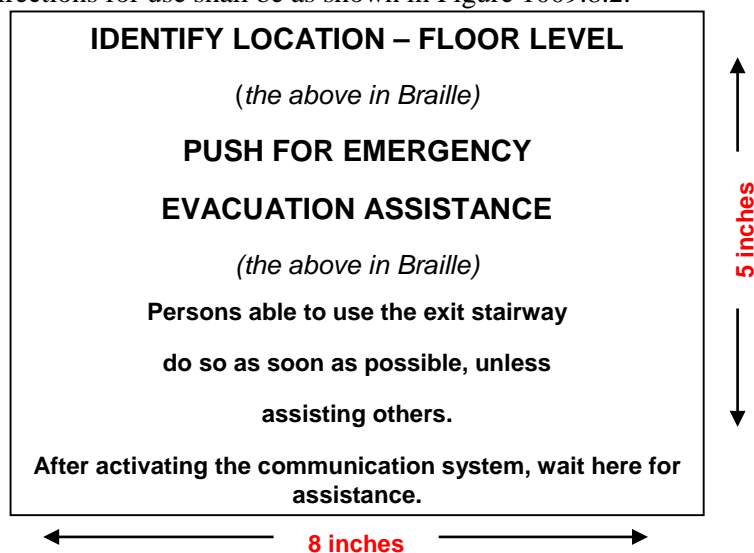 directions for use shall be as shown in Figure 1009.8.2.
IDENTIFY LOCATION – FLOOR LEVEL
(the above in Braille)
PUSH FOR EMERGENCY
EVACUATION ASSISTANCE
(the above in Braille)
Persons able to use the exit stairway
do so as soon as possible, unless
assisting others.
After activating the communication system, wait here for
assistance.
5 inches
8 inches